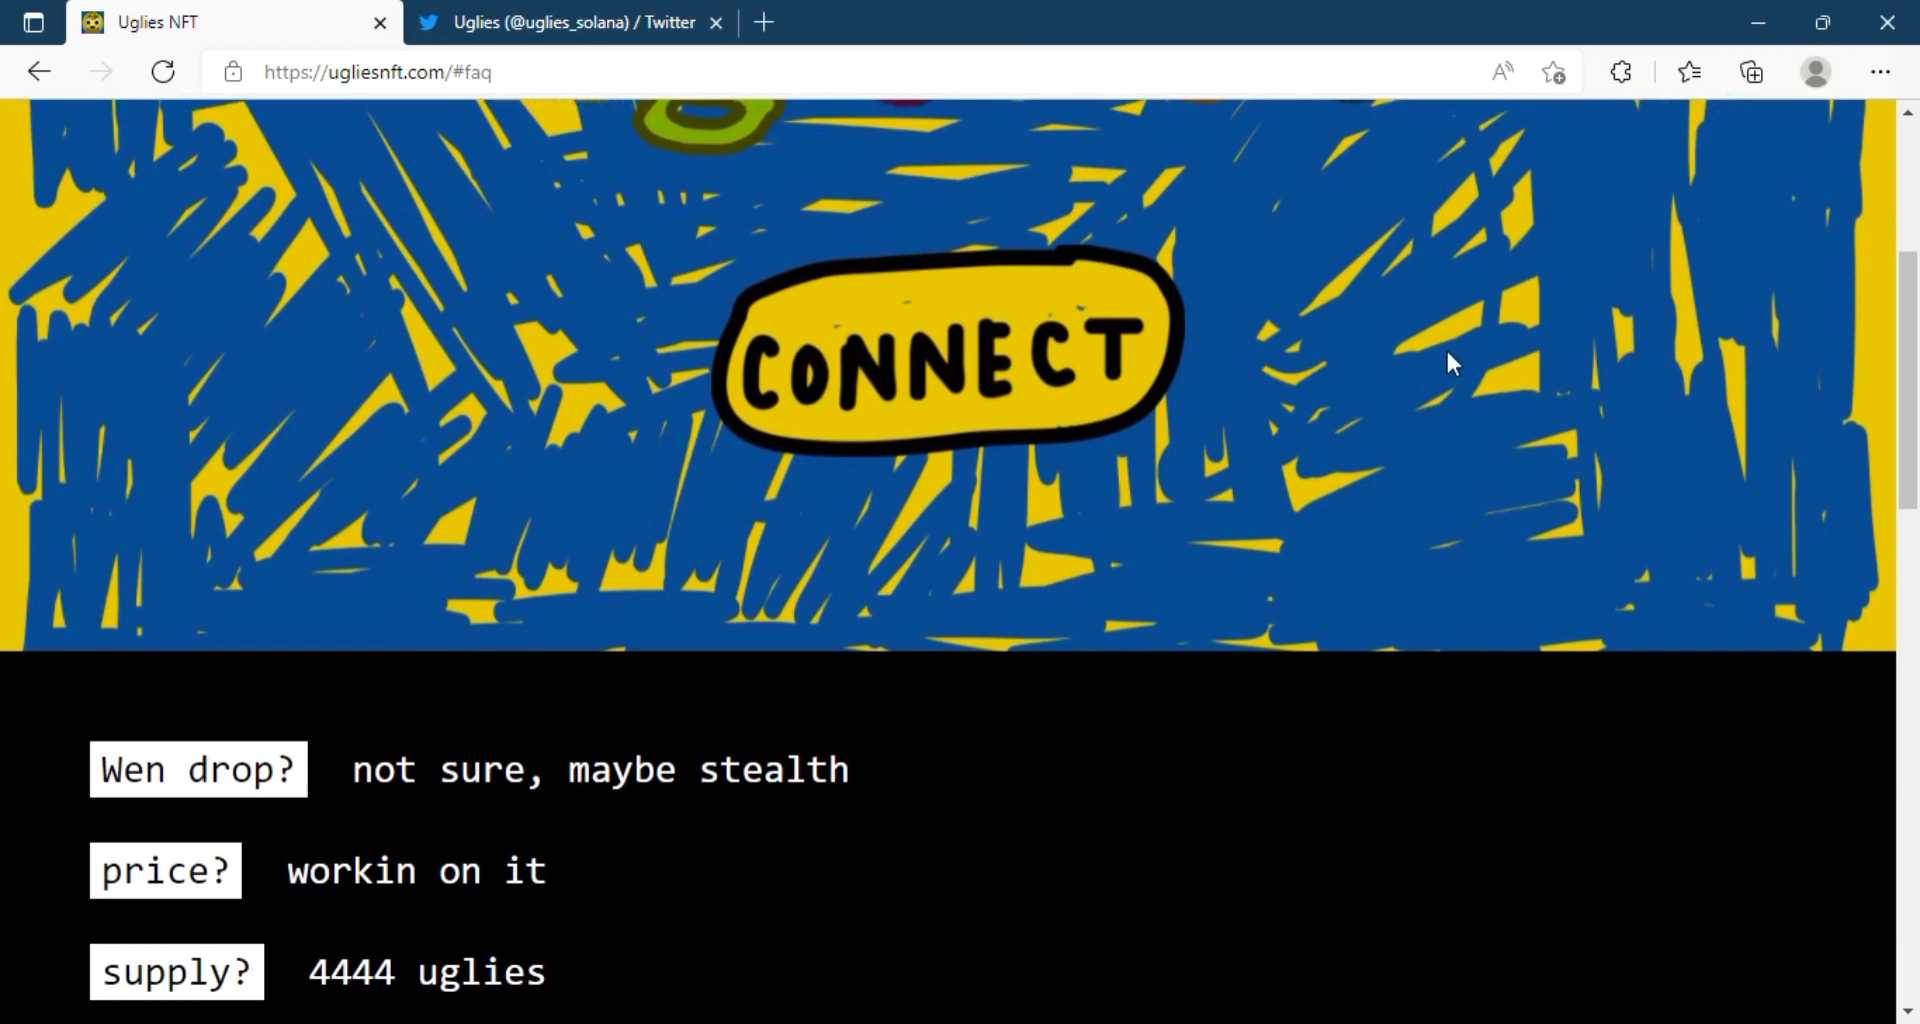 Uglies NFT
Uglies (@uglies_solana) / Twitter
https://ugliesnft.com/#faq
CONNECT
Wen drop? not sure, maybe stealth
price? workin on it
supply? 4444 uglies